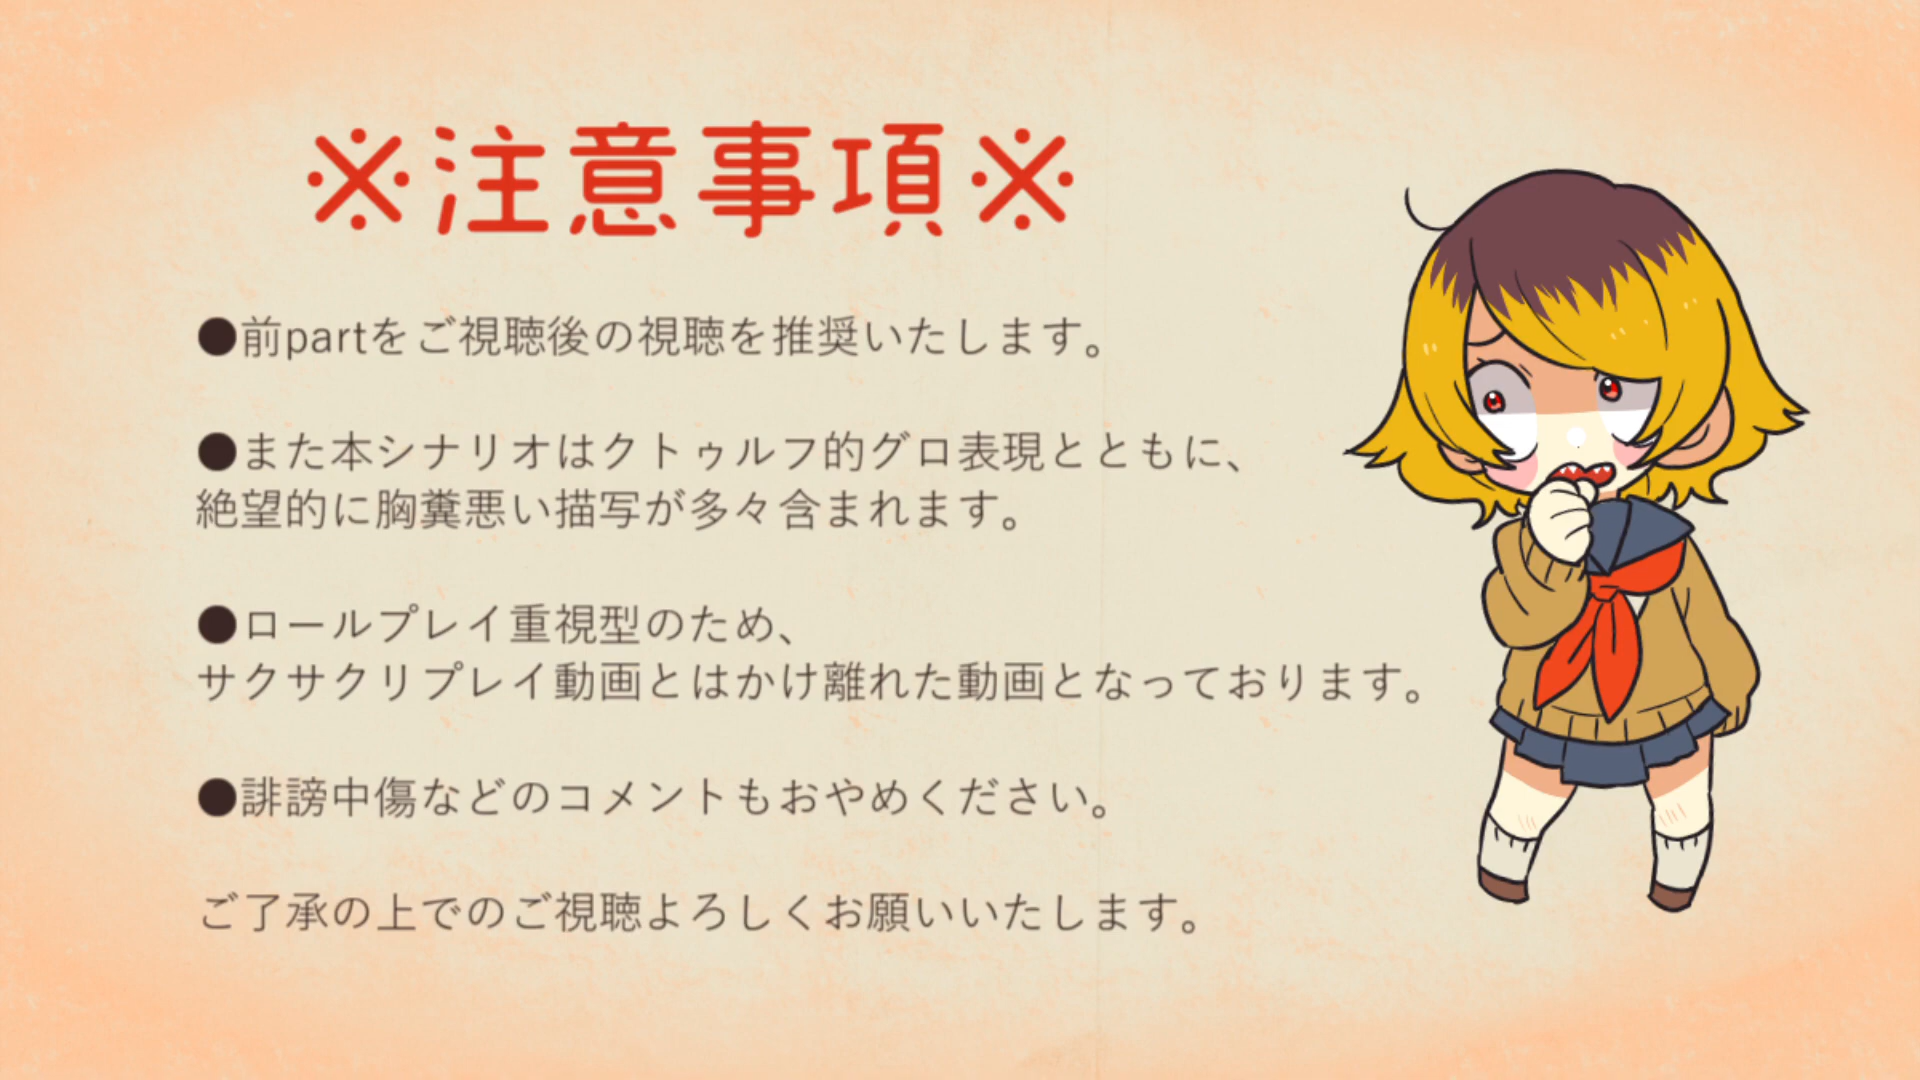 ※注意事項※
●前partをご視聴後の視聴を推奨いたします。
●また本シナリオはクトゥルフ的グロ表現とともに、
絶望的に胸糞悪い描写が多々含まれます。
●ロールプレイ重視型のため、
サクサクリプレイ動画とはかけ離れた動画となっております。
●誹謗中傷などのコメントもおやめください。
ご了承の上でのご視聴よろしくお願いいたします。